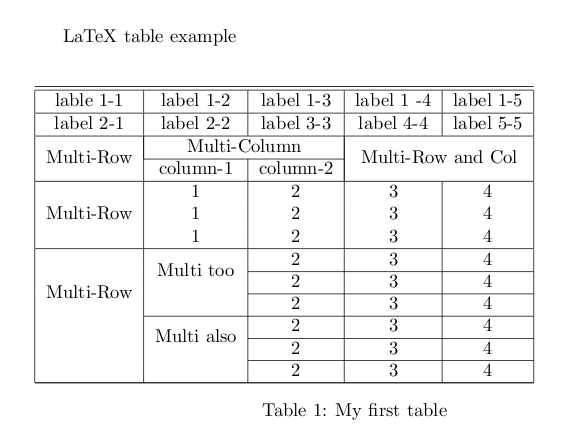 LaTeX table example
lable 1-1 label 1-2 label 1-3 label 1 -4 label 1-5
label 2-1 label 2-2 label 3-3 label 4-4 label 5-5
Multi-Row Multi-Column Multi-Row and Col
column-1 column-2
1 2 3 4
Multi-Row 1 2 3 4
1 2 3 4
2 3 4
Multi too 2 3 4
Multi-Row 2 3 4
2 3 4
Multi also 2 3 4
2 3 4
Table 1: My first table